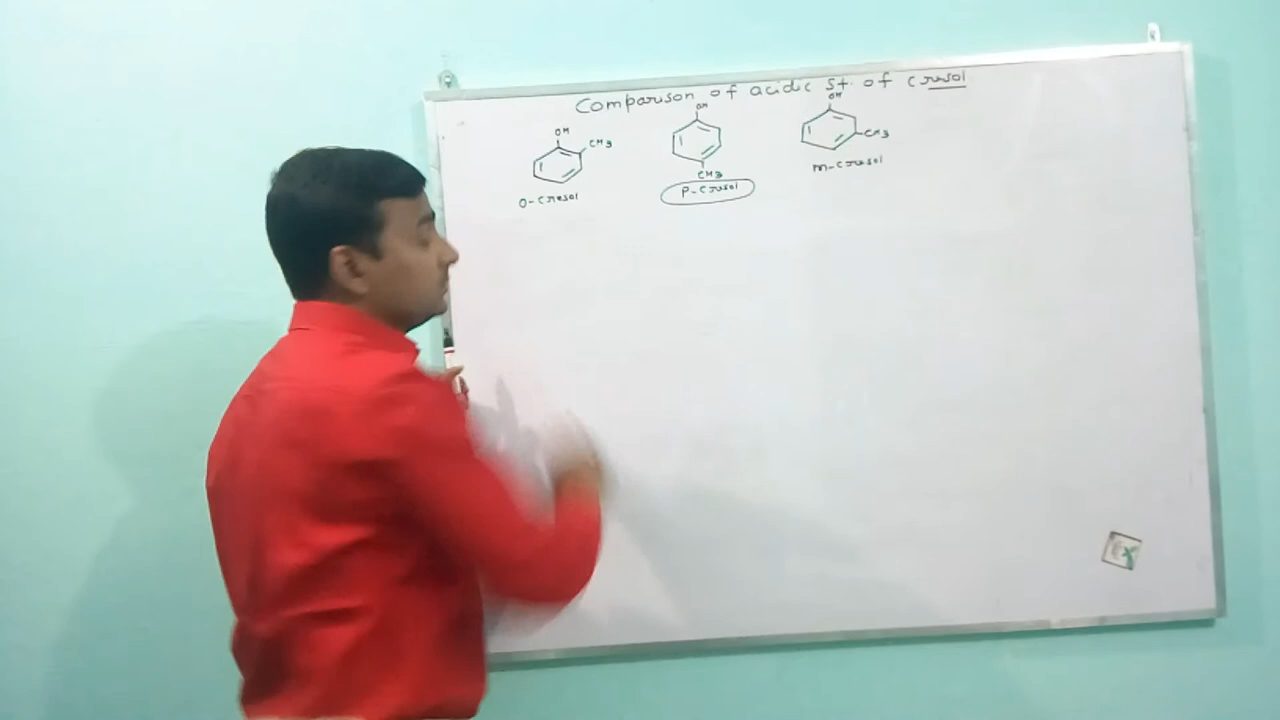 Comparison of acidic St. of cresol
OH
CH3
o-cresol
OH
CH3
p-cresol
OH
CH3
m-cresol